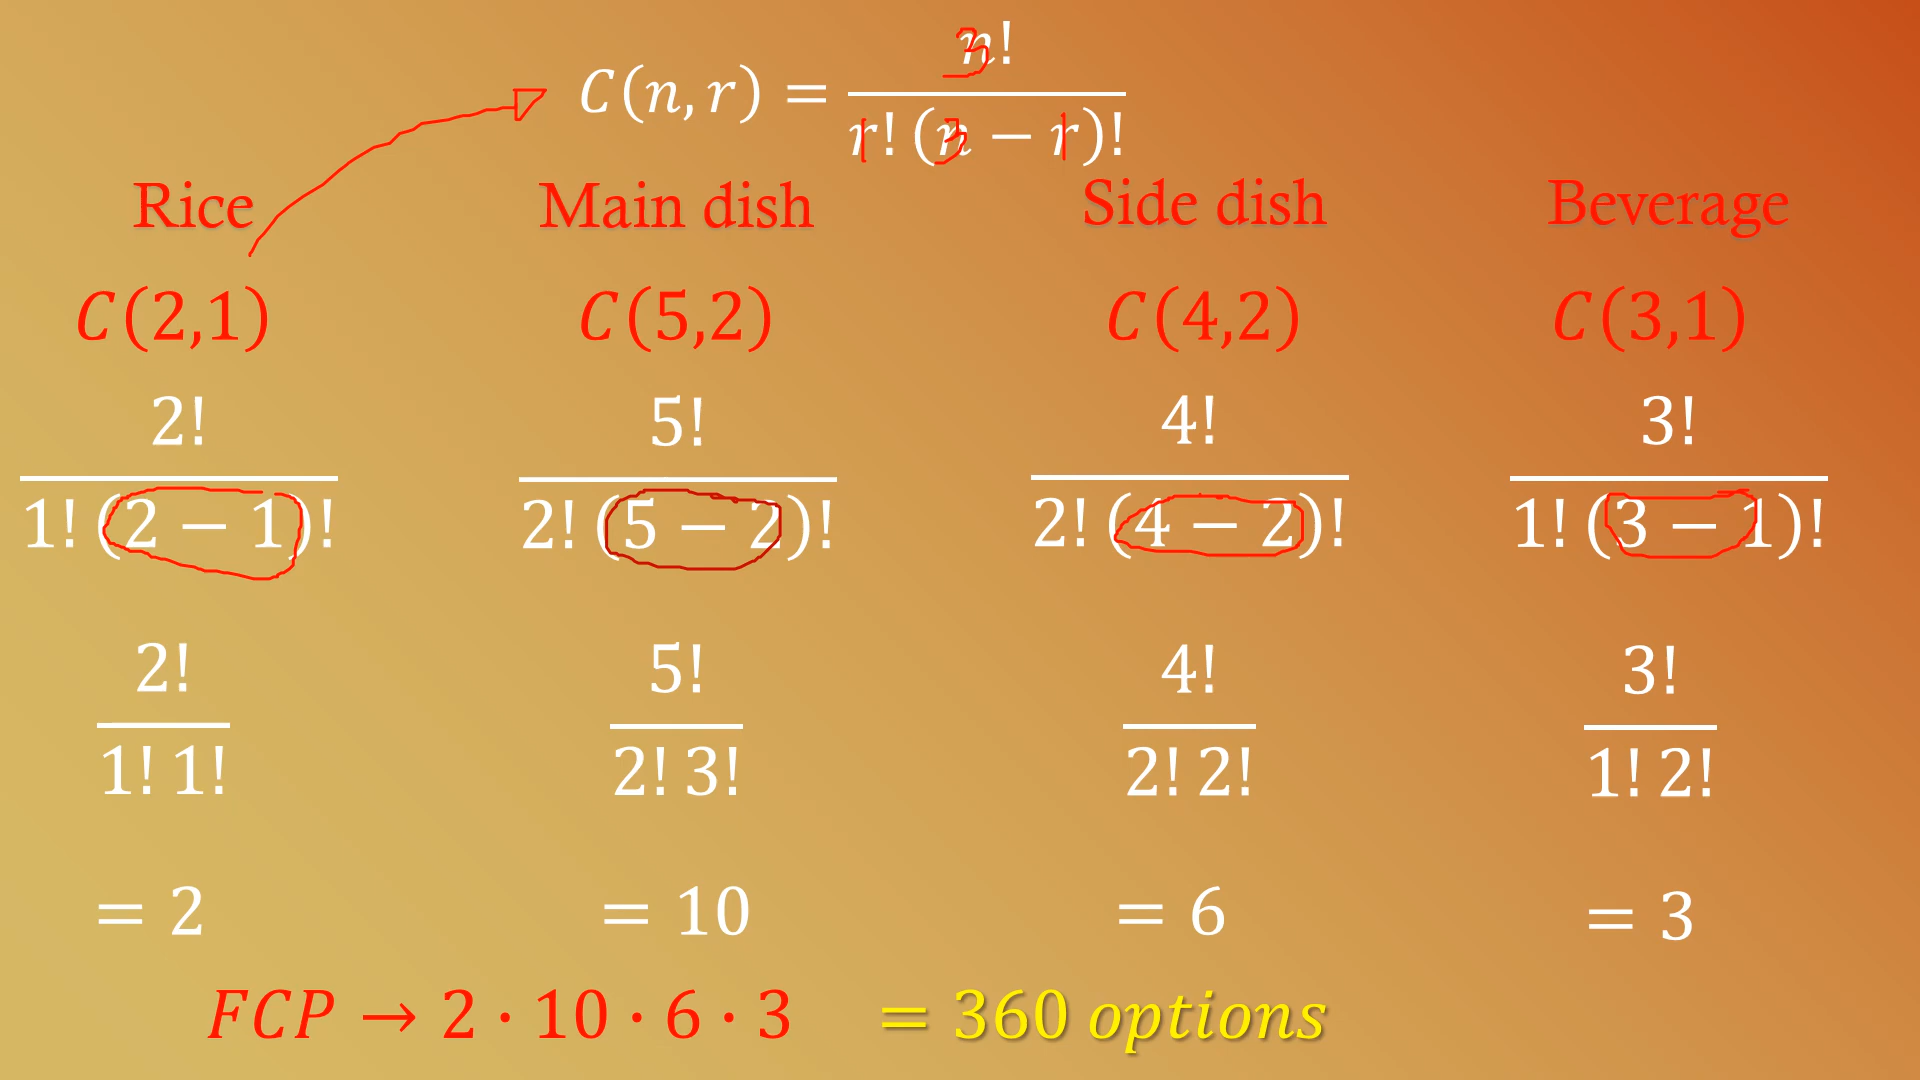 C(n, r) = n! / r! (n − r)!
Rice Main dish Side dish Beverage
C(2,1) C(5,2) C(4,2) C(3,1)
2! / 1! (2 − 1)! 5! / 2! (5 − 2)! 4! / 2! (4 − 2)! 3! / 1! (3 − 1)!
2! / 1! 1! 5! / 2! 3! 4! / 2! 2! 3! / 1! 2!
= 2 = 10 = 6 = 3
FCP → 2 · 10 · 6 · 3 = 360 options